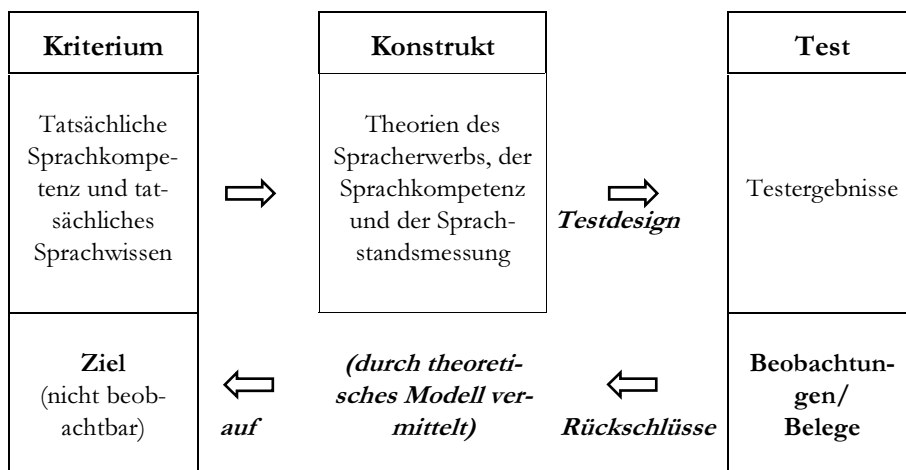 Kriterium
Konstrukt
Test
Tatsächliche
Sprachkompe-
tenz und tat-
sächliches
Sprachwissen
Theorien des
Spracherwerbs, der
Sprachkompetenz
und der Sprach-
standsmessung
Testdesign
Testergebnisse
Ziel
(nicht beob-
achtbar)
auf
(durch theoreti-
sches Modell ver-
mittelt)
Rückschlüsse
Beobachtun-
gen/
Belege